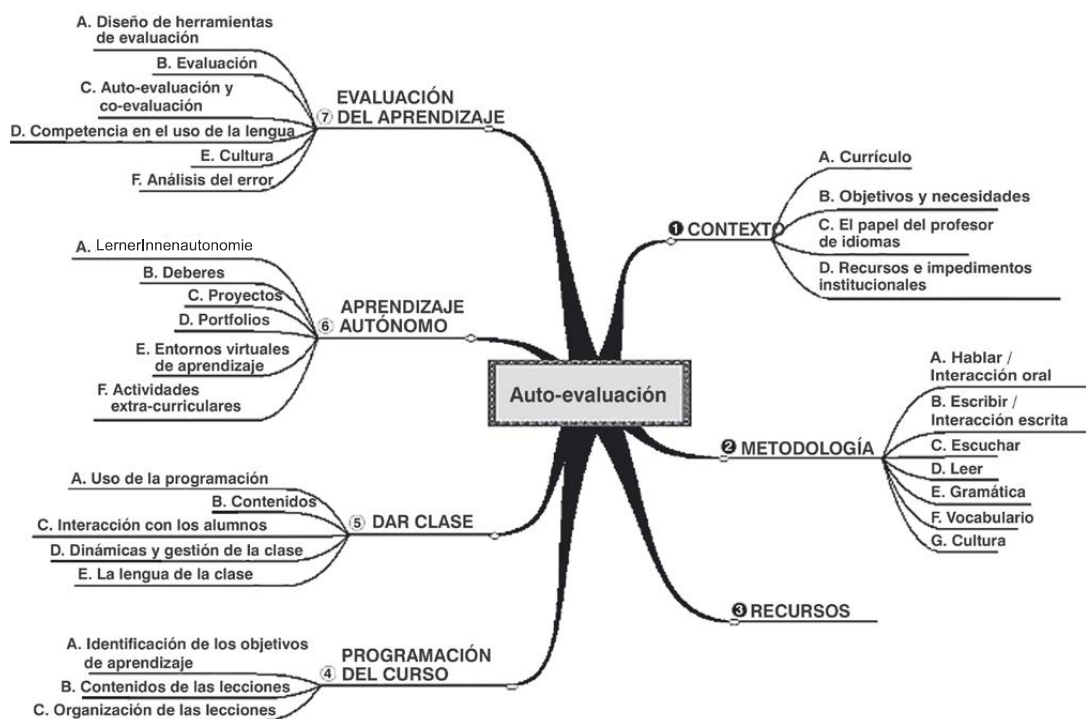 Auto-evaluación
❶ CONTEXTO
A. Currículo
B. Objetivos y necesidades
C. El papel del profesor
de idiomas
D. Recursos e impedimentos
institucionales
❷ METODOLOGÍA
A. Hablar /
Interacción oral
B. Escribir /
Interacción escrita
C. Escuchar
D. Leer
E. Gramática
F. Vocabulario
G. Cultura
❸ RECURSOS
④ PROGRAMACIÓN
DEL CURSO
A. Identificación de los objetivos
de aprendizaje
B. Contenidos de las lecciones
C. Organización de las lecciones
⑤ DAR CLASE
A. Uso de la programación
B. Contenidos
C. Interacción con los alumnos
D. Dinámicas y gestión de la clase
E. La lengua de la clase
⑥ APRENDIZAJE
AUTÓNOMO
A. LernerInnenautonomie
B. Deberes
C. Proyectos
D. Portfolios
E. Entornos virtuales
de aprendizaje
F. Actividades
extra-curriculares
⑦ EVALUACIÓN
DEL APRENDIZAJE
A. Diseño de herramientas
de evaluación
B. Evaluación
C. Auto-evaluación y
co-evaluación
D. Competencia en el uso de la lengua
E. Cultura
F. Análisis del error